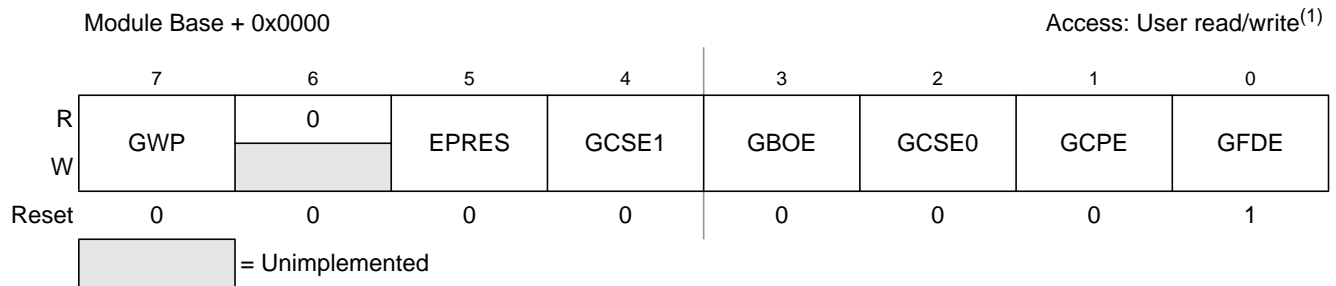 Module Base + 0x0000 Access: User read/write(1)
7 6 5 4 3 2 1 0
R GWP 0 EPRES GCSE1 GBOE GCSE0 GCPE GFDE
W
Reset 0 0 0 0 0 0 0 1
= Unimplemented